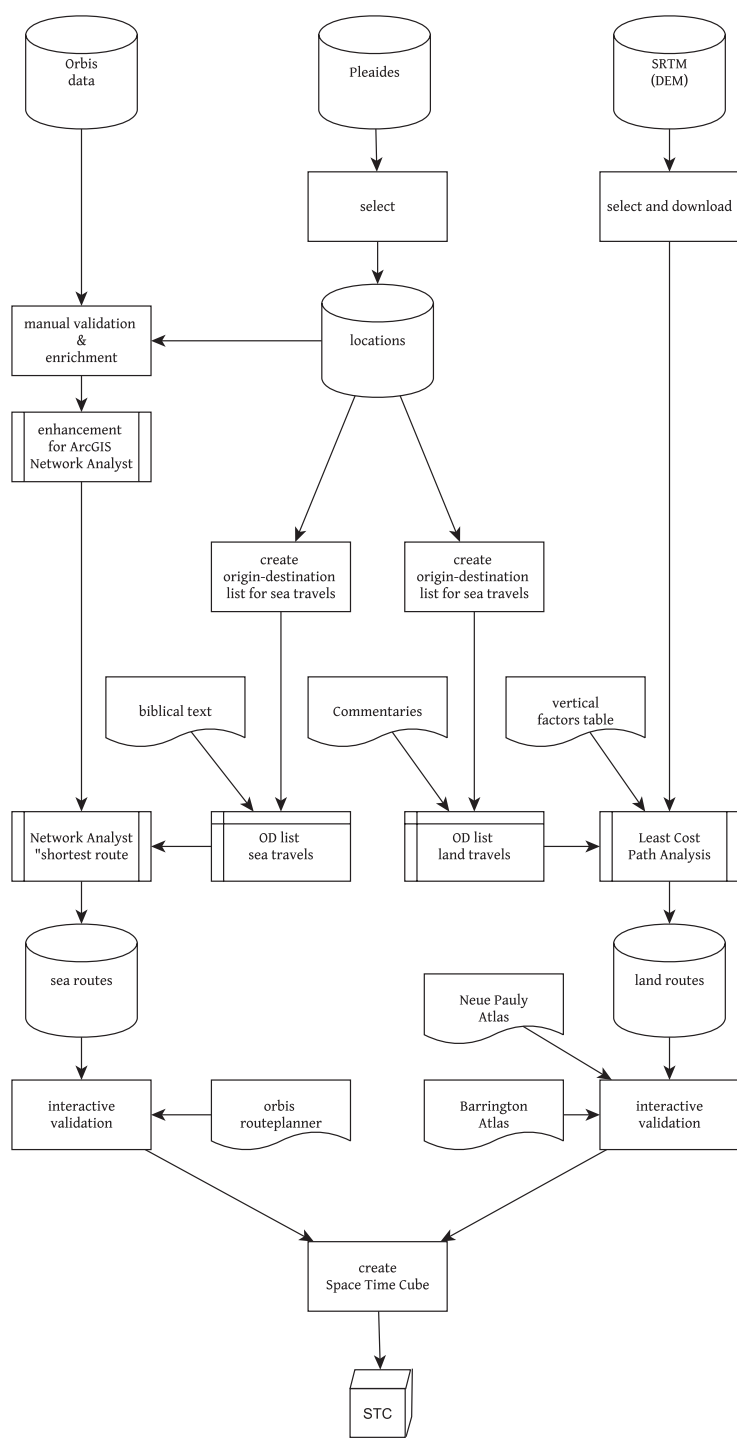 Orbis
data
Pleaides
SRTM
(DEM)
select
select and download
manual validation
&
enrichment
locations
enhancement
for ArcGIS
Network Analyst
create
origin-destination
list for sea travels
create
origin-destination
list for sea travels
biblical text
Commentaries
vertical
factors table
Network Analyst
"shortest route
OD list
sea travels
OD list
land travels
Least Cost
Path Analysis
sea routes
land routes
Neue Pauly
Atlas
interactive
validation
orbis
routeplanner
Barrington
Atlas
interactive
validation
create
Space Time Cube
STC